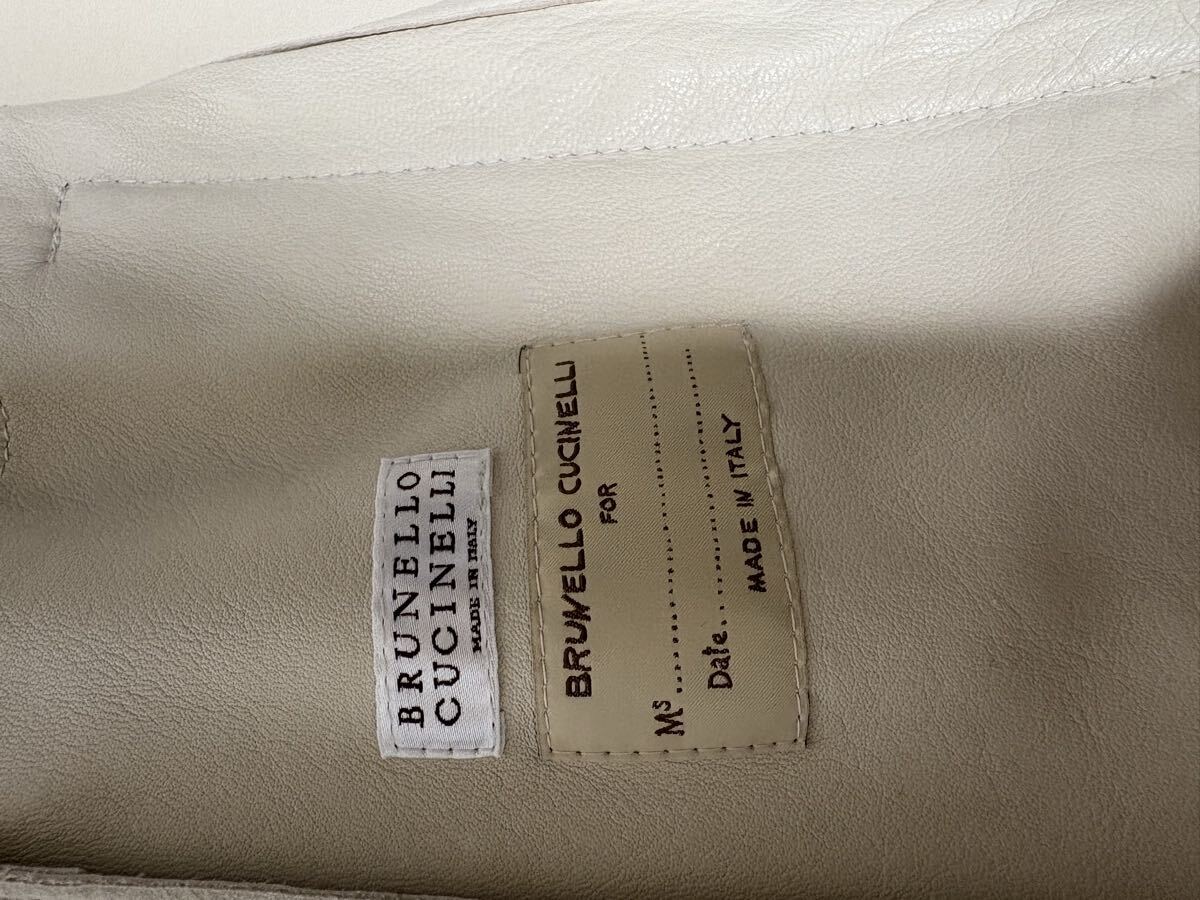 BRUNELLO
CUCINELLI
MADE IN ITALY
BRUNELLO CUCINELLI
FOR
Mˢ..............................
Date..............................
MADE IN ITALY